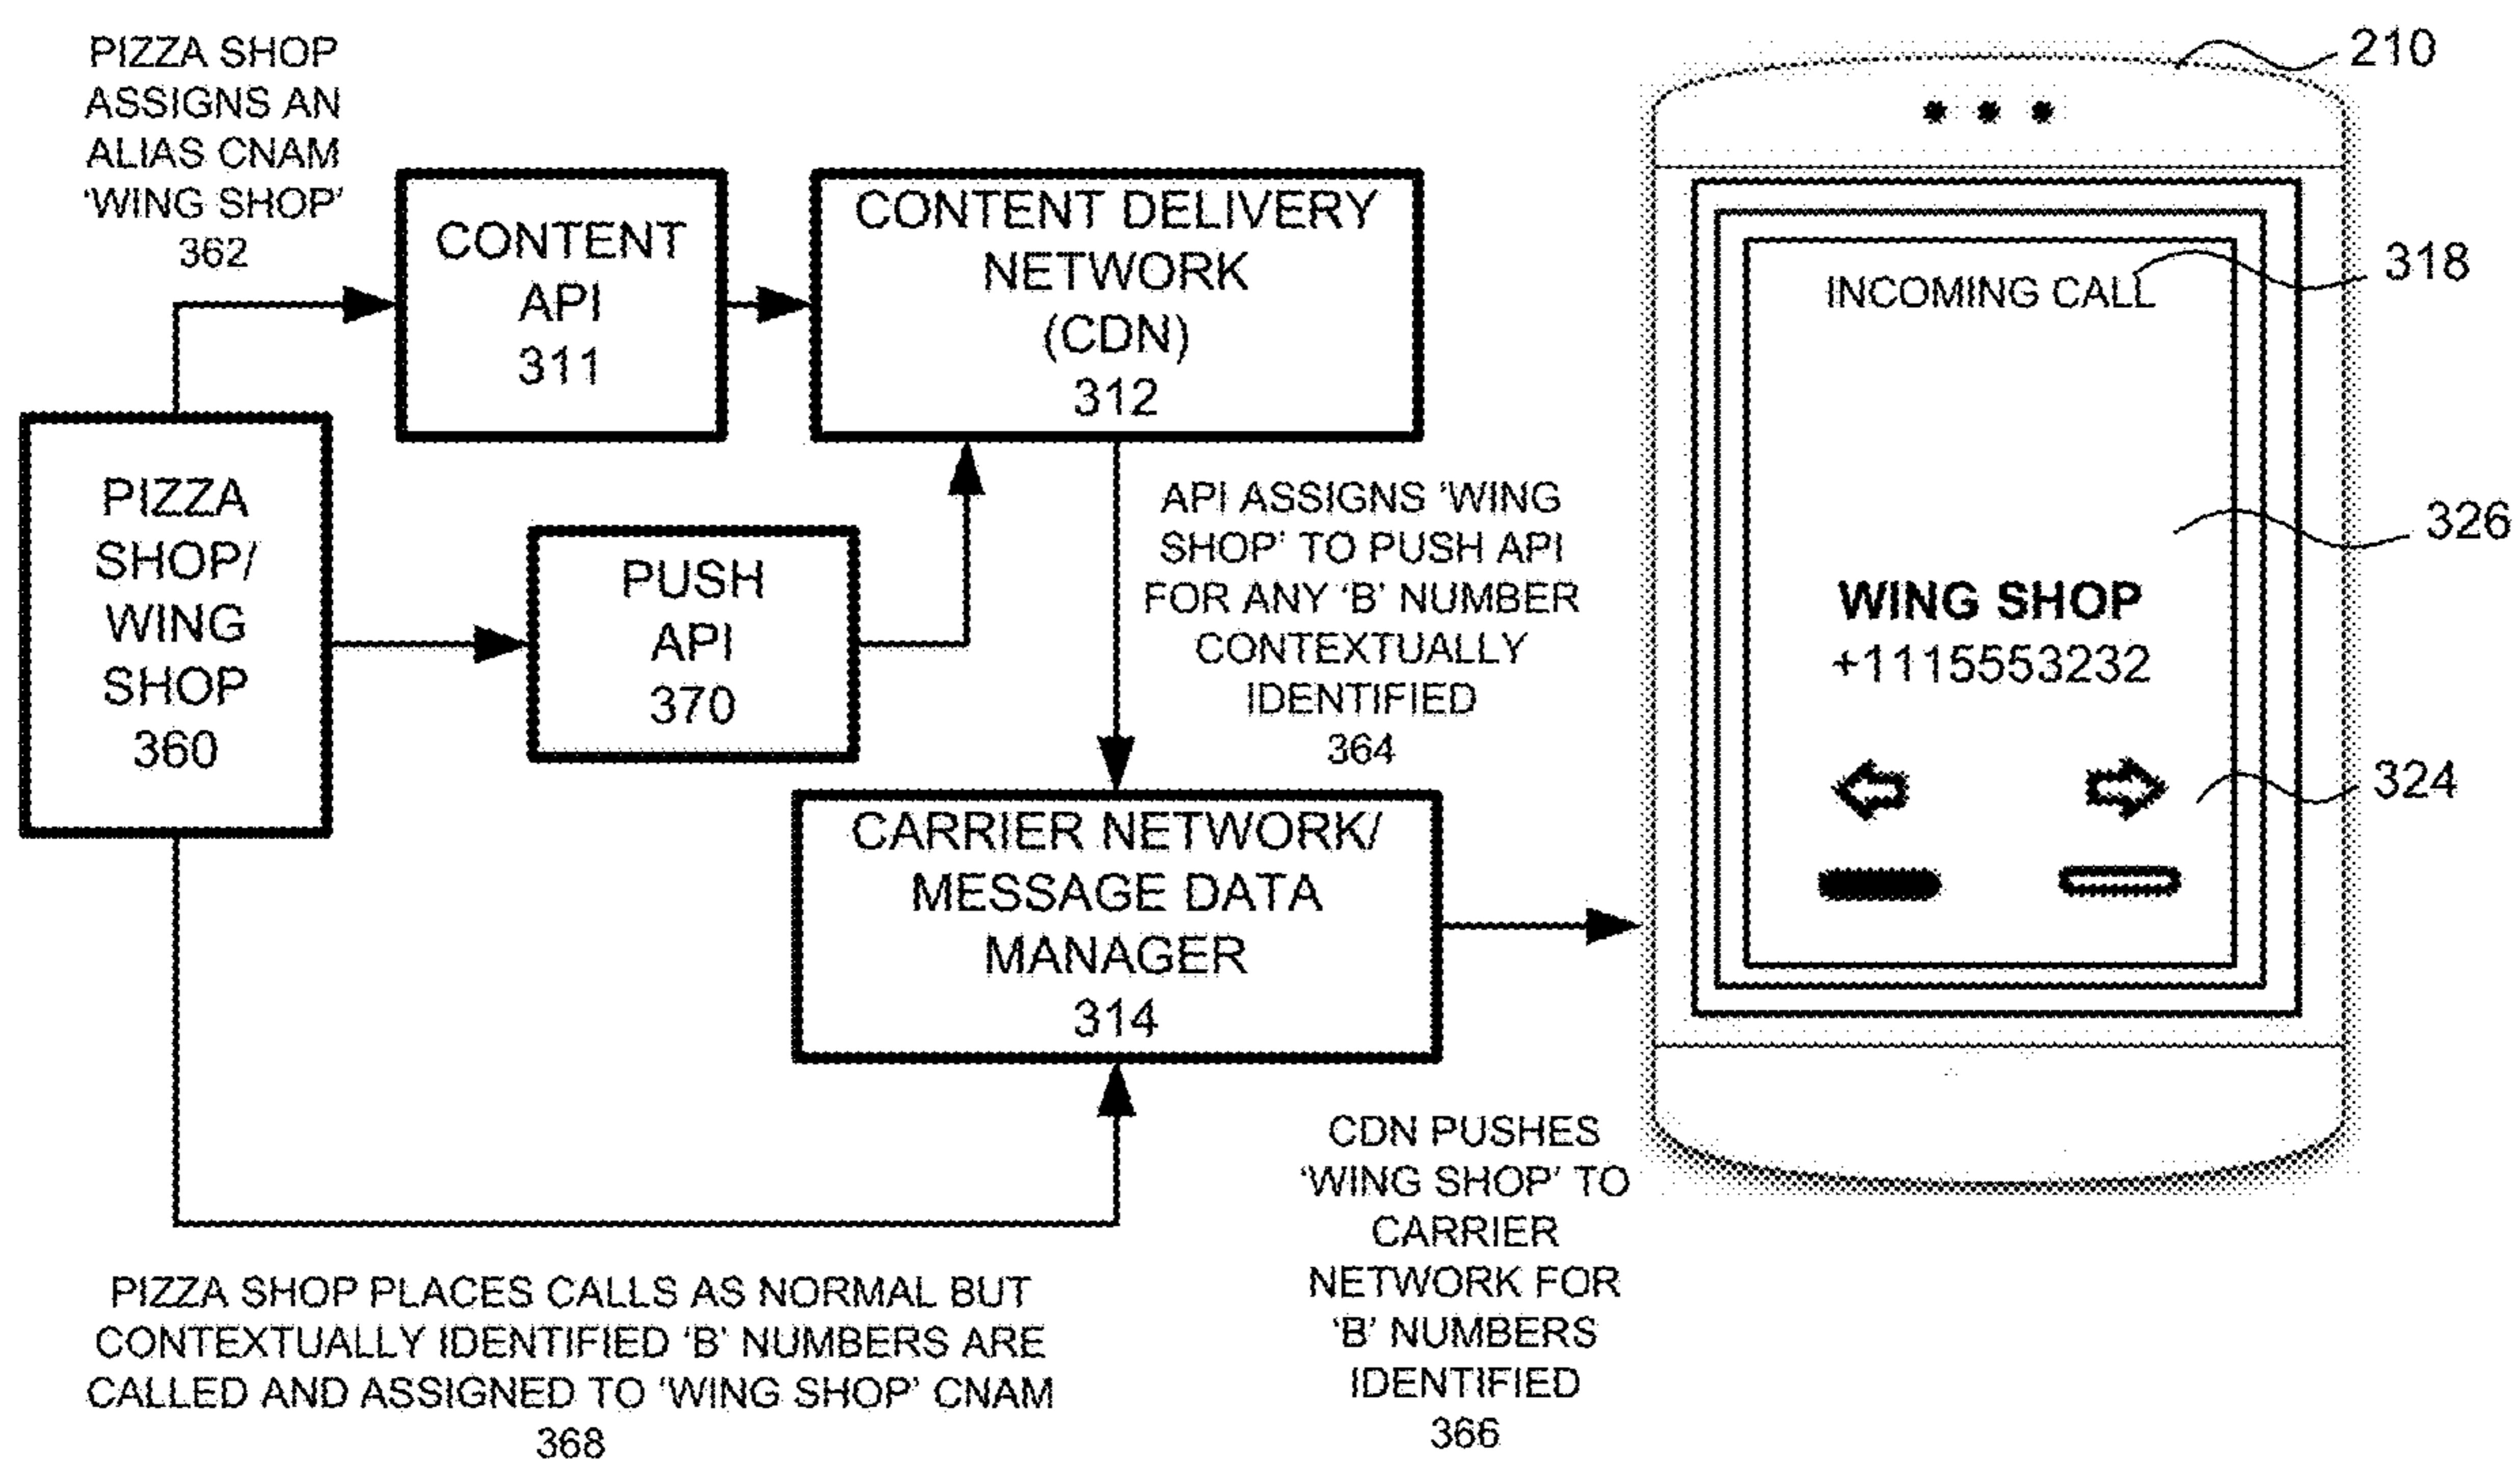 PIZZA SHOP
ASSIGNS AN
ALIAS CNAM
'WING SHOP'
362
CONTENT
API
311
CONTENT DELIVERY
NETWORK
(CDN)
312
PIZZA
SHOP/
WING
SHOP
360
PUSH
API
370
API ASSIGNS 'WING
SHOP' TO PUSH API
FOR ANY 'B' NUMBER
CONTEXTUALLY
IDENTIFIED
364
CARRIER NETWORK/
MESSAGE DATA
MANAGER
314
PIZZA SHOP PLACES CALLS AS NORMAL BUT
CONTEXTUALLY IDENTIFIED 'B' NUMBERS ARE
CALLED AND ASSIGNED TO 'WING SHOP' CNAM
368
CDN PUSHES
'WING SHOP' TO
CARRIER
NETWORK FOR
'B' NUMBERS
IDENTIFIED
366
210
INCOMING CALL
318
326
WING SHOP
+1115553232
324